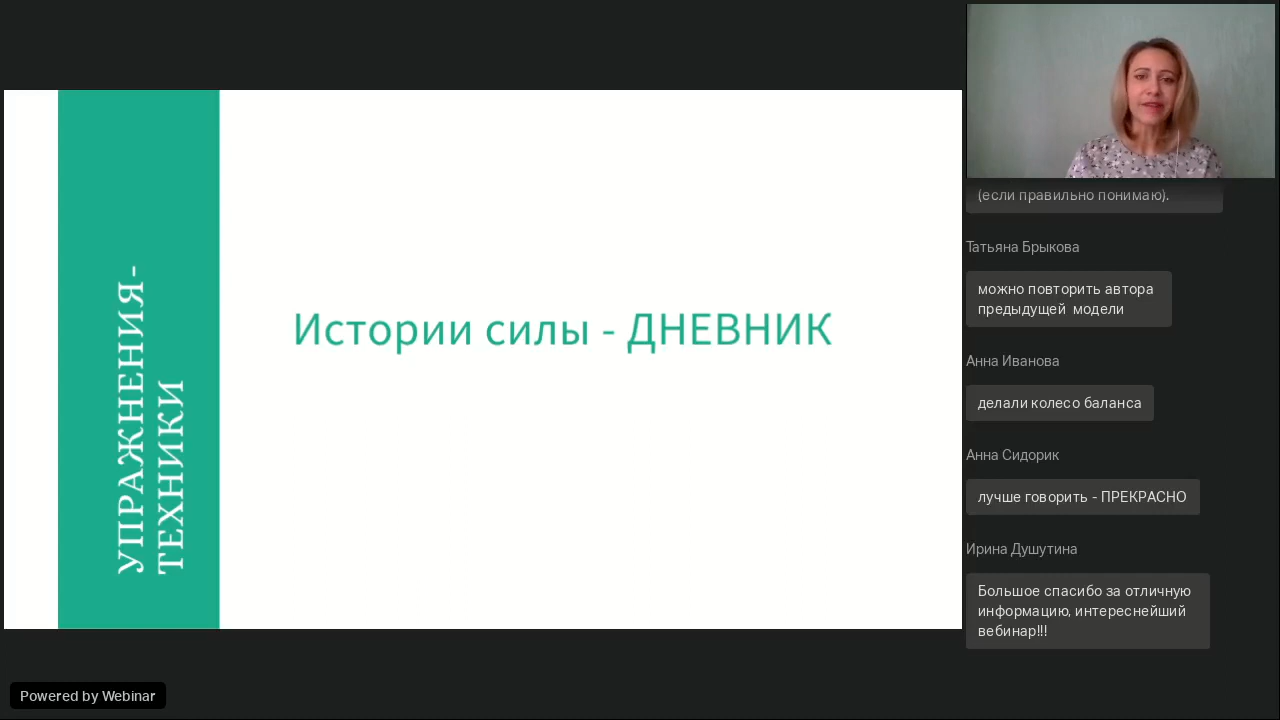 УПРАЖНЕНИЯ-
ТЕХНИКИ
Истории силы - ДНЕВНИК
(если правильно понимаю).
Татьяна Брыкова
можно повторить автора
предыдущей модели
Анна Иванова
делали колесо баланса
Анна Сидорик
лучше говорить - ПРЕКРАСНО
Ирина Душутина
Большое спасибо за отличную
информацию, интереснейший
вебинар!!!
Powered by Webinar